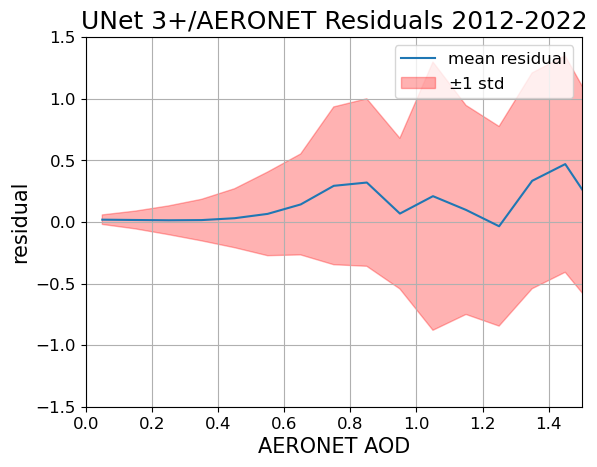 UNet 3+/AERONET Residuals 2012-2022
mean residual
±1 std
1.5
1.0
0.5
0.0
−0.5
−1.0
−1.5
residual
0.0 0.2 0.4 0.6 0.8 1.0 1.2 1.4
AERONET AOD